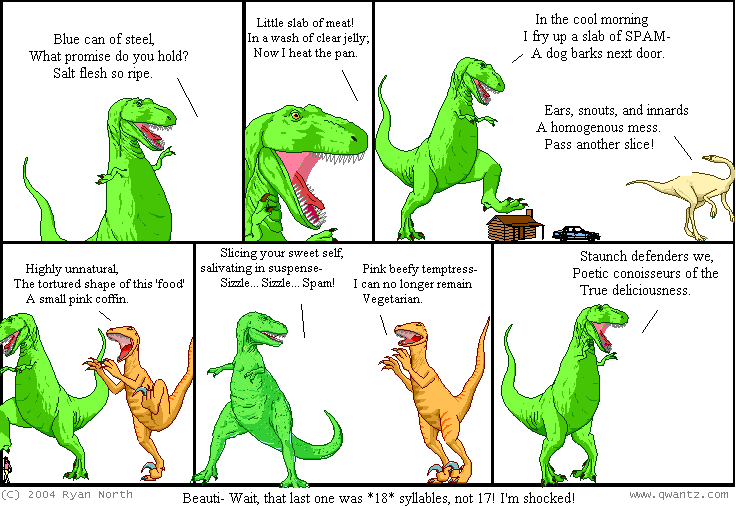 Blue can of steel,
What promise do you hold?
Salt flesh so ripe.
Little slab of meat!
In a wash of clear jelly;
Now I heat the pan.
In the cool morning
I fry up a slab of SPAM-
A dog barks next door.
Ears, snouts, and innards
A homogenous mess.
Pass another slice!
Highly unnatural,
The tortured shape of this 'food'
A small pink coffin.
Slicing your sweet self,
salivating in suspense-
Sizzle... Sizzle... Spam!
Pink beefy temptress-
I can no longer remain
Vegetarian.
Staunch defenders we,
Poetic conoisseurs of the
True deliciousness.
(C) 2004 Ryan North
Beauti- Wait, that last one was *18* syllables, not 17! I'm shocked!
www.qwantz.com